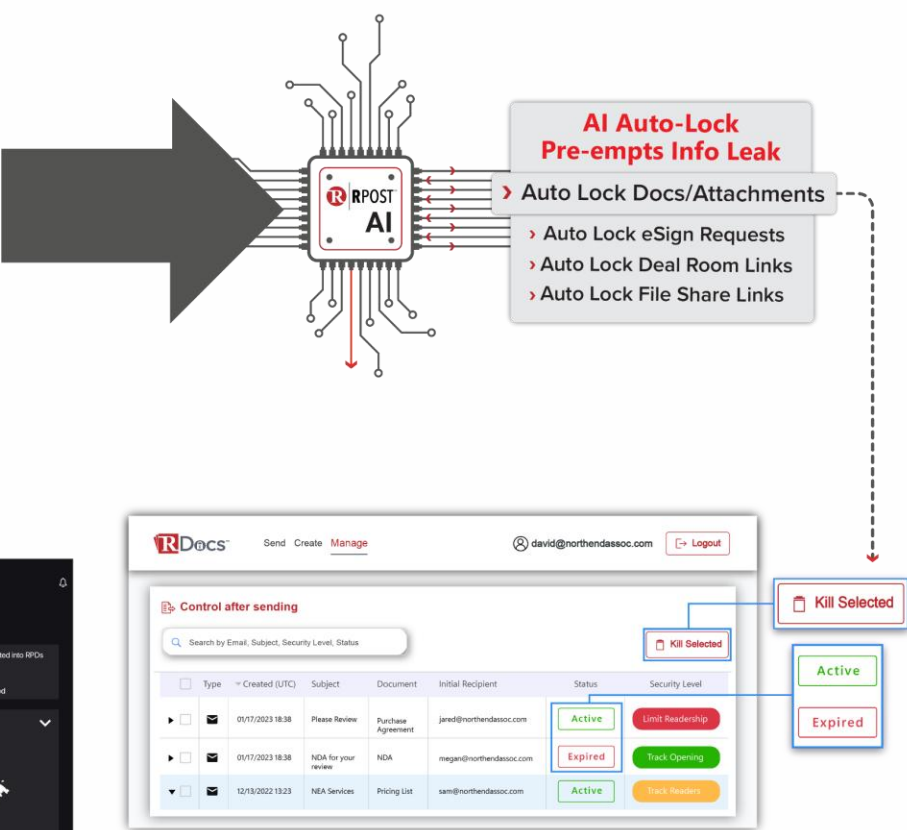 RPOST
AI
AI Auto-Lock
Pre-empts Info Leak
› Auto Lock Docs/Attachments
› Auto Lock eSign Requests
› Auto Lock Deal Room Links
› Auto Lock File Share Links
RDocs™ Send Create Manage david@northendassoc.com Logout
Control after sending
Search by Email, Subject, Security Level, Status
Kill Selected
Type Created (UTC) Subject Document Initial Recipient Status Security Level
01/17/2023 18:38 Please Review Purchase Agreement jared@northendassoc.com Active Limit Readership
01/17/2023 18:38 NDA for your review NDA megan@northendassoc.com Expired Track Opening
12/13/2022 13:23 NEA Services Pricing List sam@northendassoc.com Active Track Readers
Kill Selected
Active
Expired
into RPDs